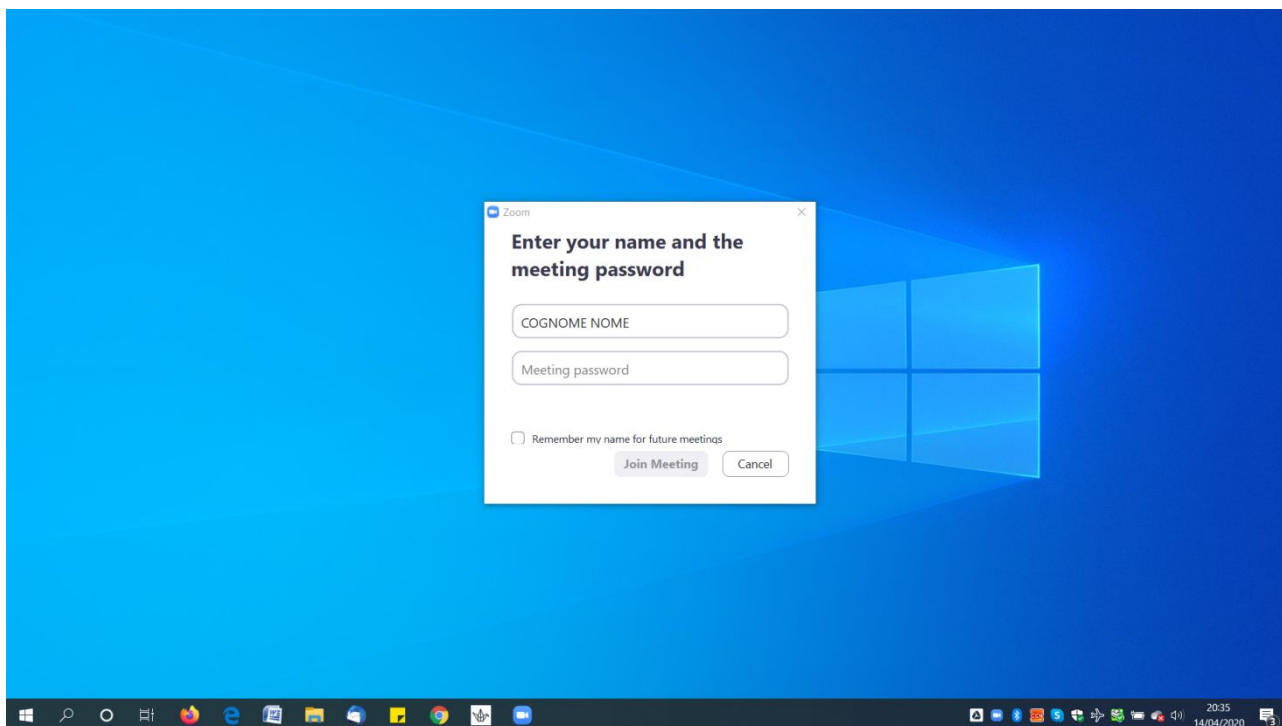 Zoom
Enter your name and the
meeting password
COGNOME NOME
Meeting password
Remember my name for future meetings
Join Meeting
Cancel
20:35
14/04/2020